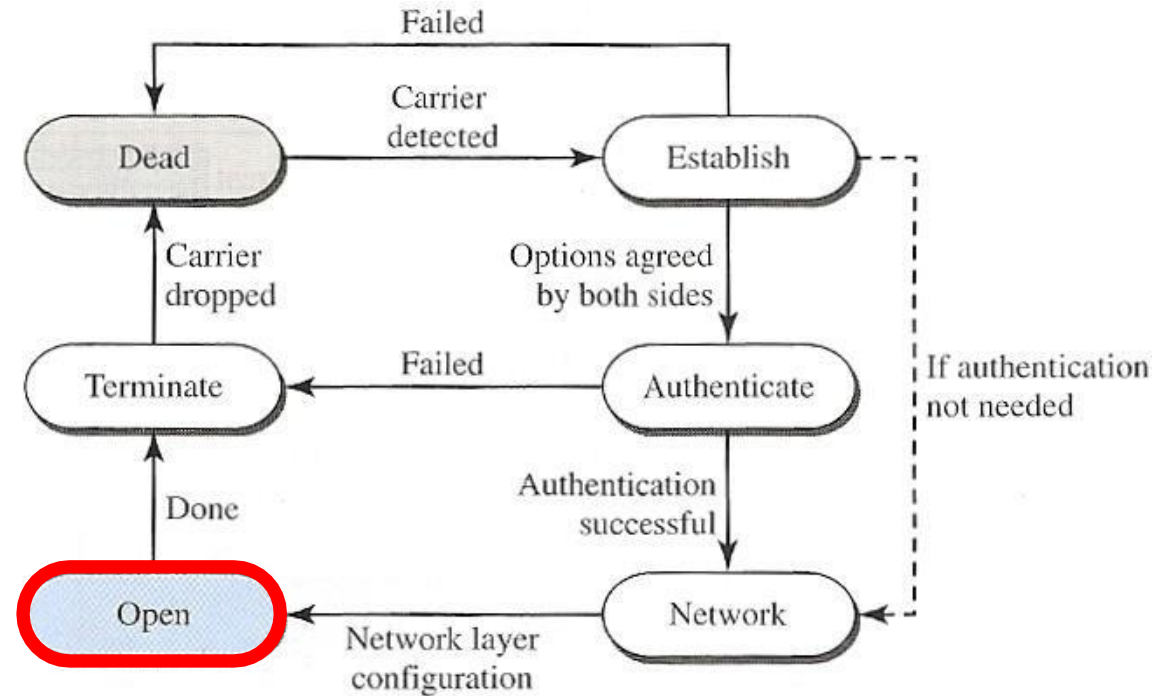 Failed
Carrier
detected
Dead
Establish
Carrier
dropped
Options agreed
by both sides
Terminate
Failed
Authenticate
If authentication
not needed
Done
Authentication
successful
Open
Network layer
configuration
Network